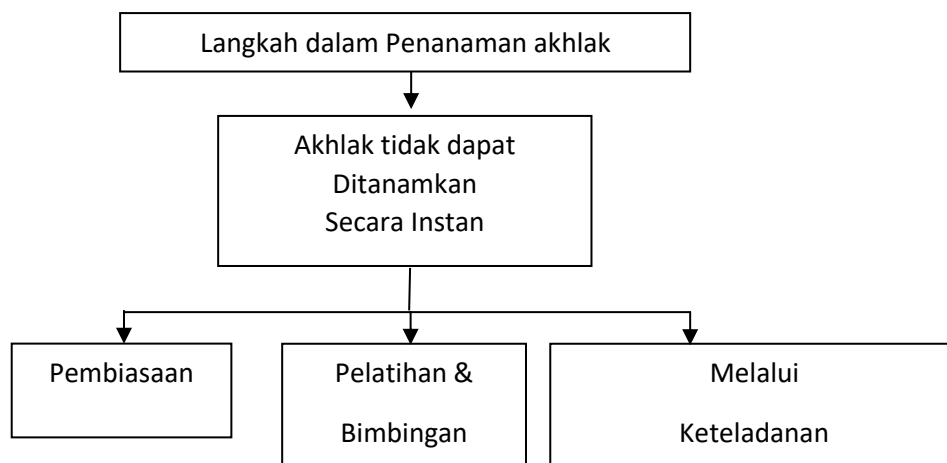 Langkah dalam Penanaman akhlak
Akhlak tidak dapat
Ditanamkan
Secara Instan
Pembiasaan
Pelatihan &
Bimbingan
Melalui
Keteladanan